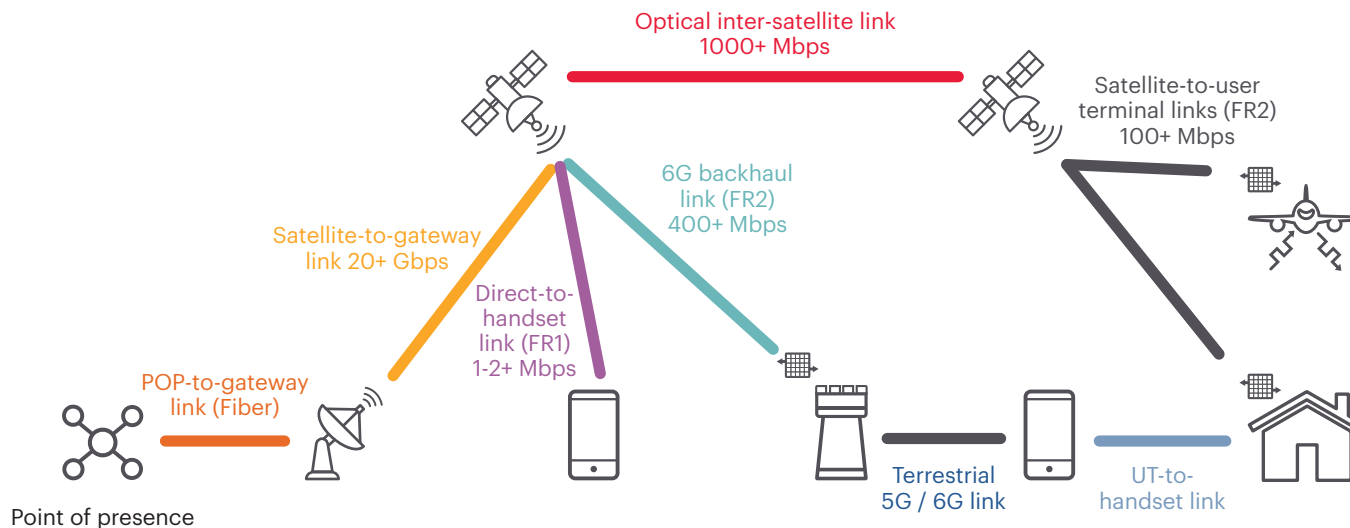 Optical inter-satellite link
1000+ Mbps
Satellite-to-user
terminal links (FR2)
100+ Mbps
6G backhaul
link (FR2)
400+ Mbps
Satellite-to-gateway
link 20+ Gbps
Direct-to-
handset
link (FR1)
1-2+ Mbps
POP-to-gateway
link (Fiber)
Terrestrial
5G / 6G link
UT-to-
handset link
Point of presence